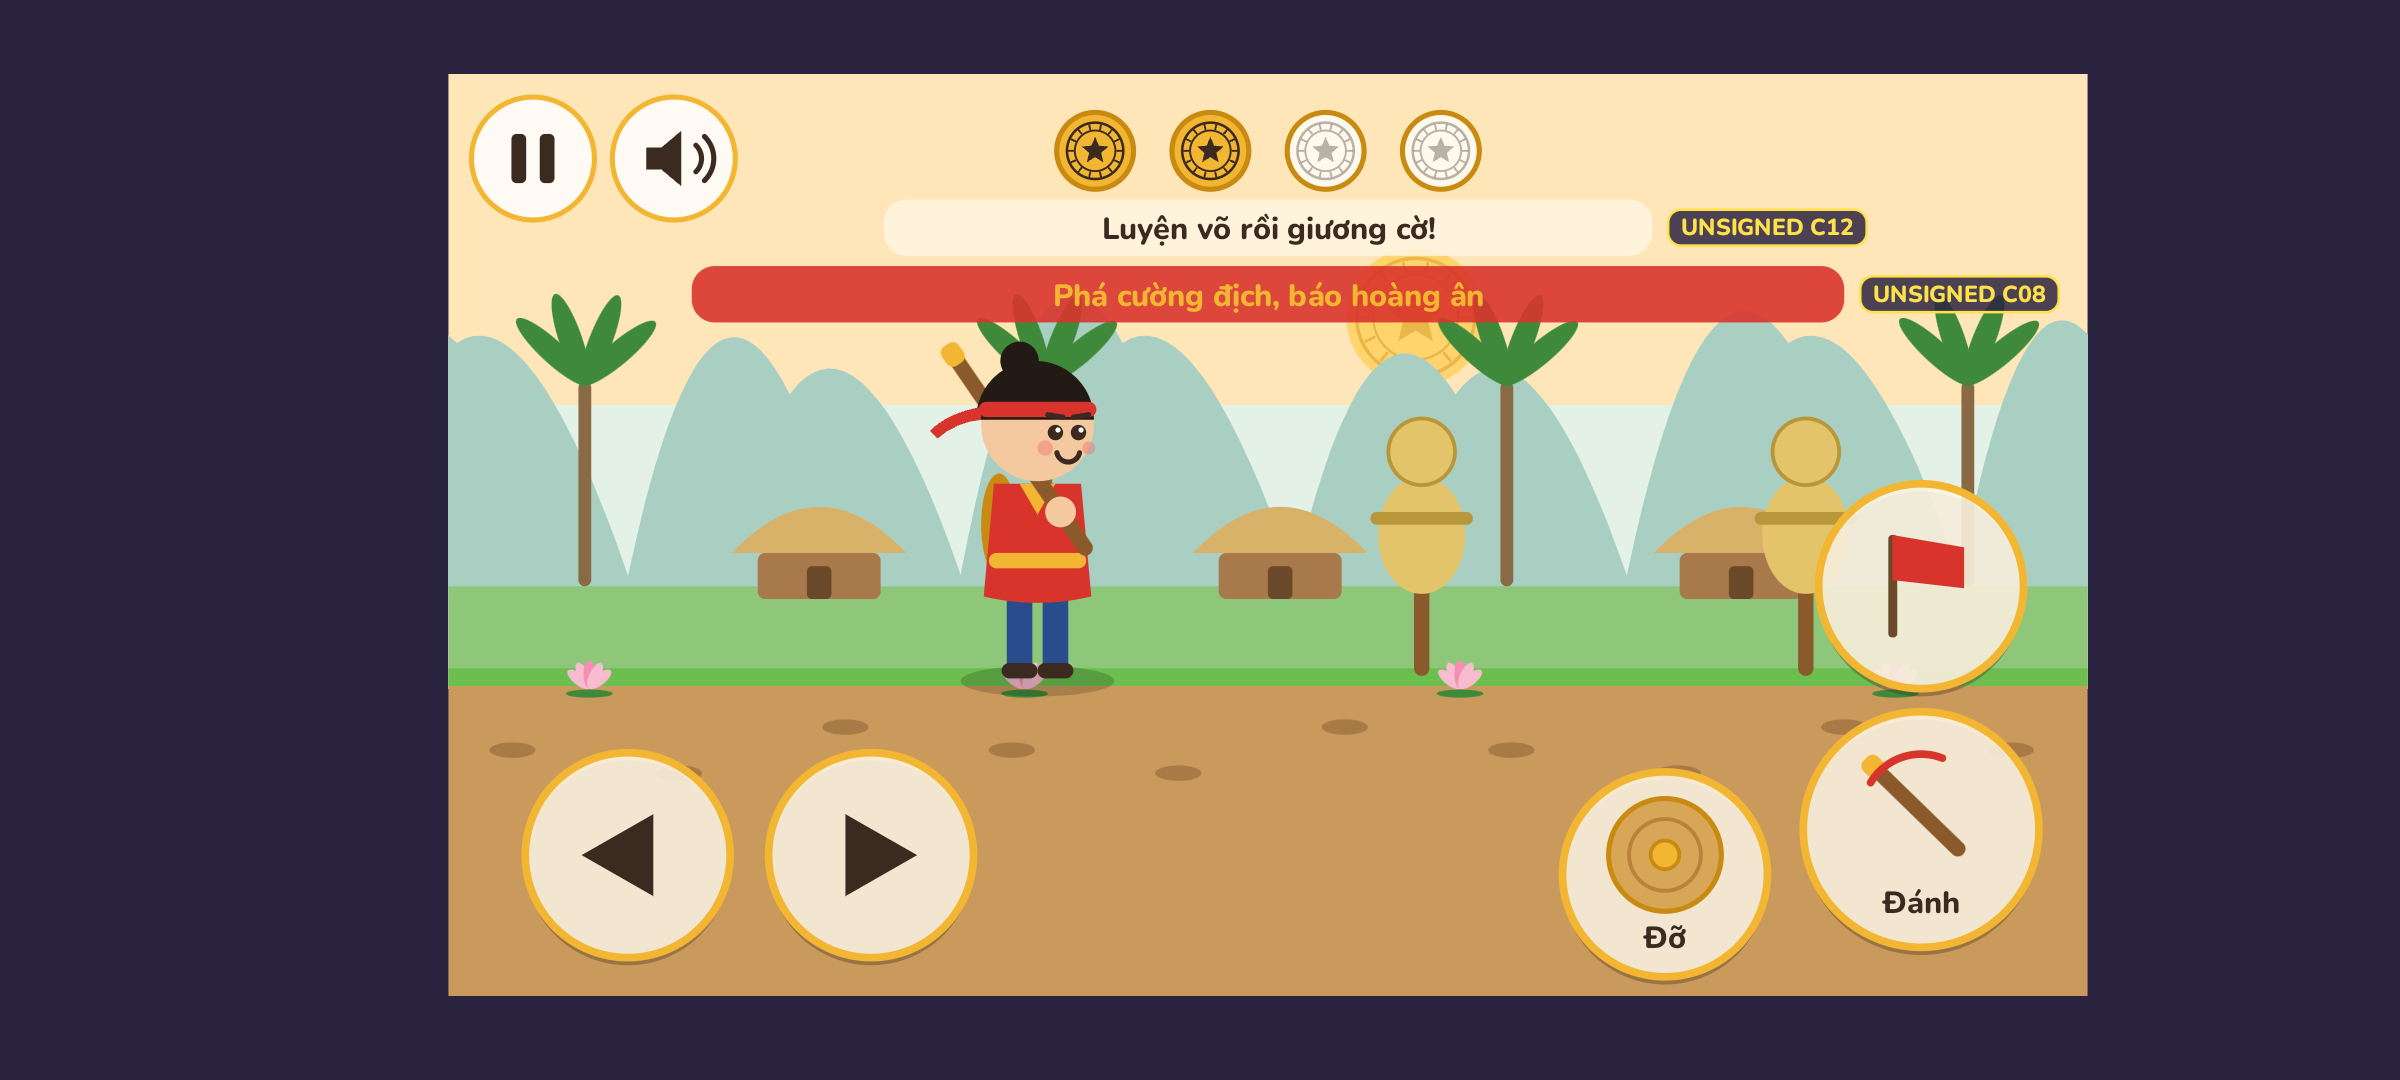 Luyện võ rồi giương cờ!
UNSIGNED C12
Phá cường địch, báo hoàng ân
UNSIGNED C08
Đánh
Đỡ